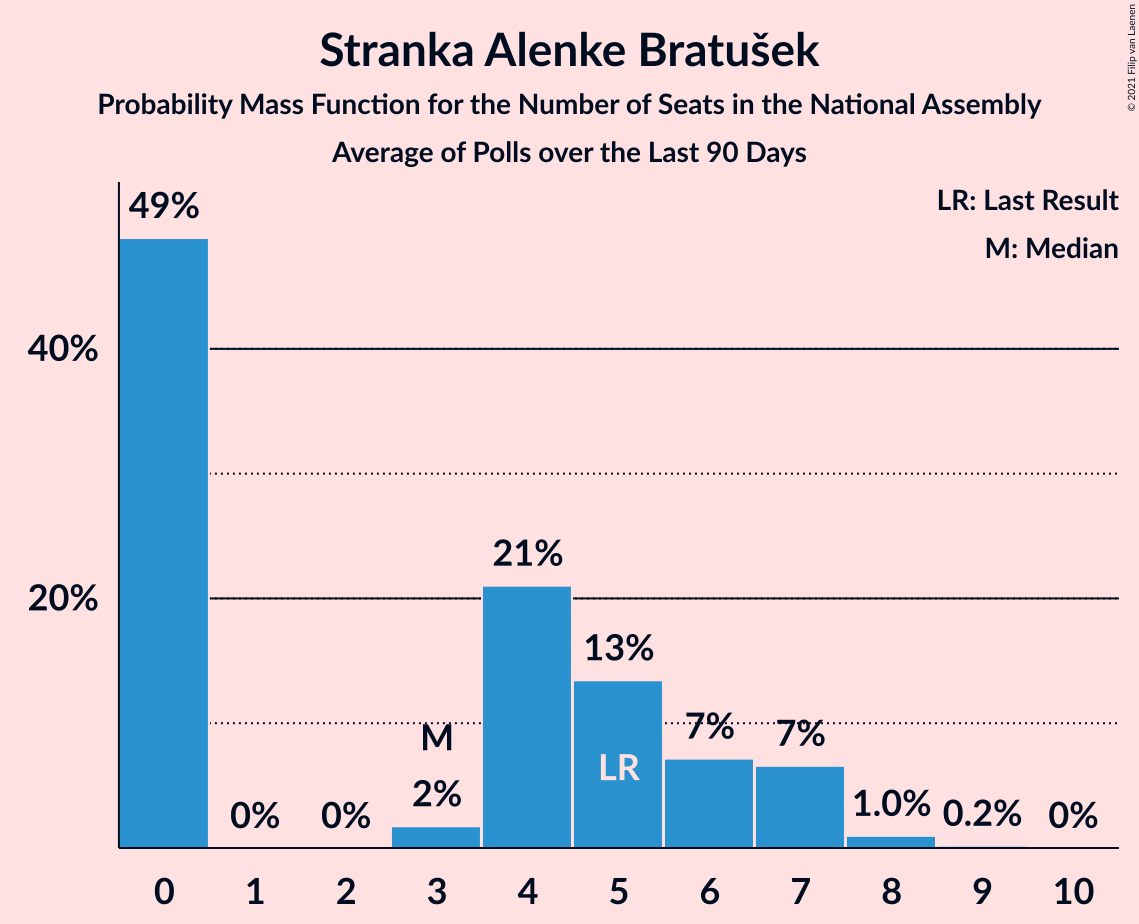 © 2021 Filip van Laenen
Stranka Alenke Bratušek
Probability Mass Function for the Number of Seats in the National Assembly
Average of Polls over the Last 90 Days
LR: Last Result
M: Median
49%
40%
21%
20%
13%
7%
7%
M
LR
2%
1.0%
0.2%
0%
0%
0%
0 1 2 3 4 5 6 7 8 9 10